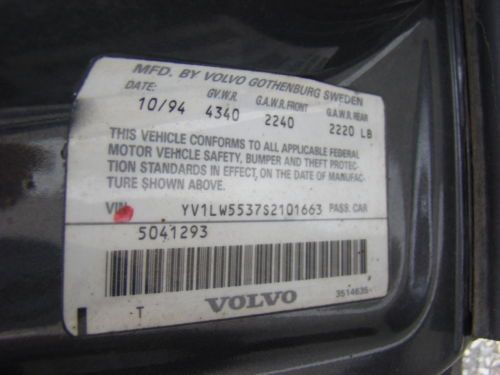 MFD. BY VOLVO GOTHENBURG SWEDEN
DATE: G.V.W.R G.A.W.R. FRONT G.A.W.R. REAR
10/94 4340 2240 2220 LB
THIS VEHICLE CONFORMS TO ALL APPLICABLE FEDERAL
MOTOR VEHICLE SAFETY, BUMPER AND THEFT PROTEC-
TION STANDARDS IN EFFECT, ON THE DATE OF MANUFAC-
TURE SHOWN ABOVE.
VIN YV1LW5537S2101663 PASS. CAR
5041293
T VOLVO 3514635-